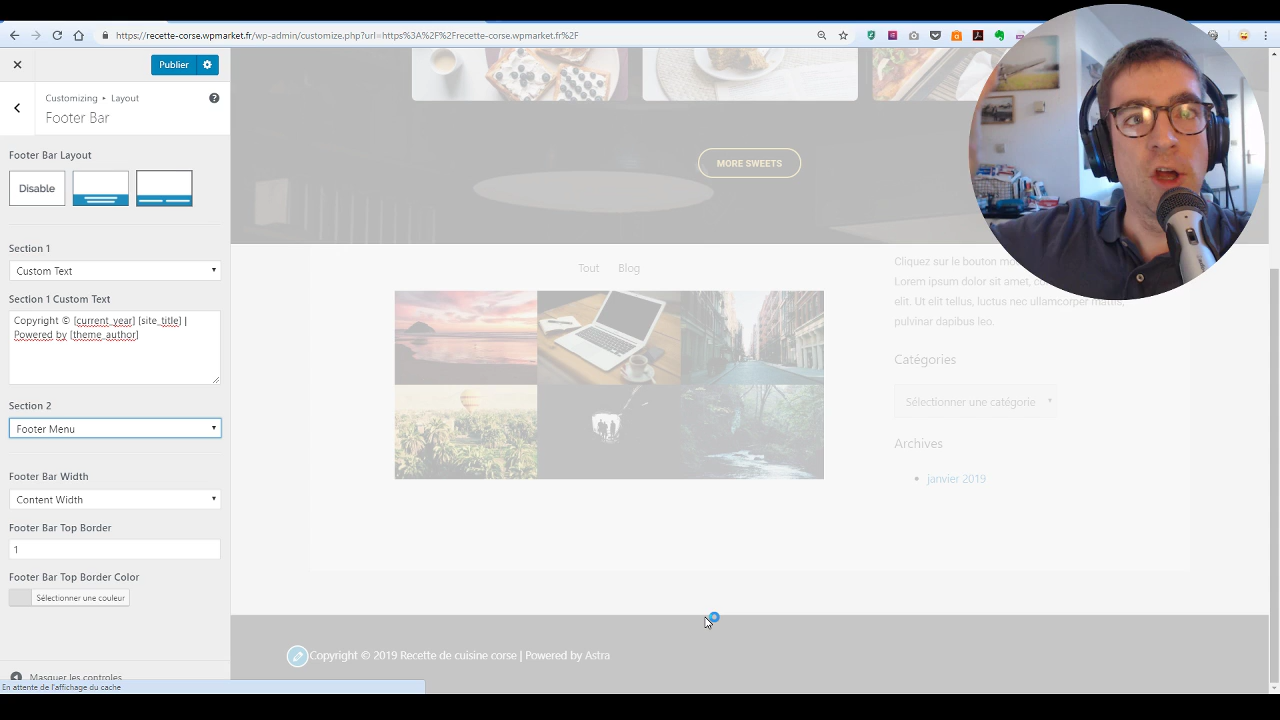 https://recette-corse.wpmarket.fr/wp-admin/customize.php?url=https%3A%2F%2Frecette-corse.wpmarket.fr%2F
Publier
Customizing ▸ Layout
Footer Bar
Footer Bar Layout
Disable
Section 1
Custom Text
Section 1 Custom Text
Copyright © [current_year] [site_title] |
Powered by [theme_author]
Section 2
Footer Menu
Footer Bar Width
Content Width
Footer Bar Top Border
1
Footer Bar Top Border Color
Sélectionner une couleur
Masquer les controles
En attente de l'affichage du cache
MORE SWEETS
Tout Blog
Cliquez sur le bouton
Lorem ipsum dolor sit amet,
elit. Ut elit tellus, luctus nec ullamcorper mattis,
pulvinar dapibus leo.
Catégories
Sélectionner une catégorie
Archives
janvier 2019
Copyright © 2019 Recette de cuisine corse | Powered by Astra